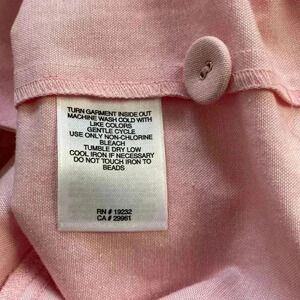 TURN GARMENT INSIDE OUT
MACHINE WASH COLD WITH
LIKE COLORS
GENTLE CYCLE
USE ONLY NON-CHLORINE
BLEACH
TUMBLE DRY LOW
COOL IRON IF NECESSARY
DO NOT TOUCH IRON TO
BEADS
RN # 19232
CA # 29961